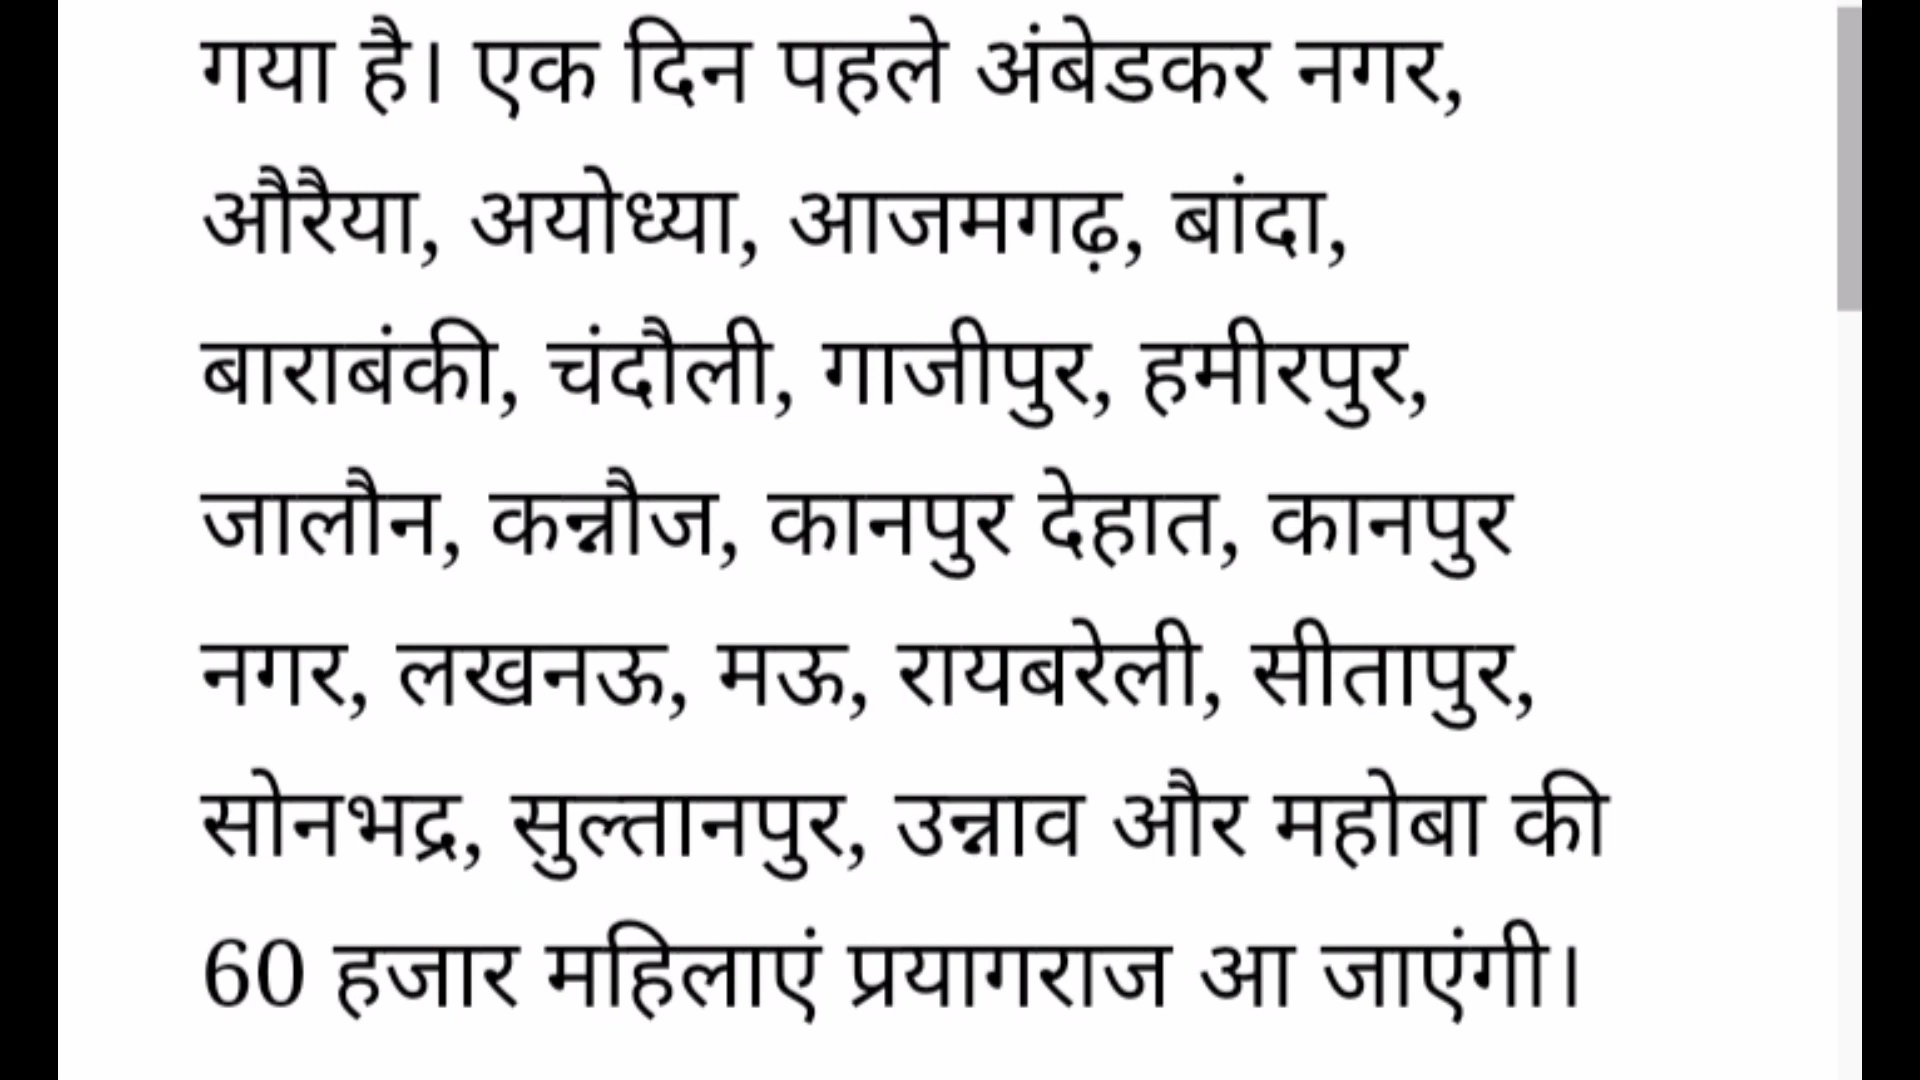 गया है। एक दिन पहले अंबेडकर नगर,
औरैया, अयोध्या, आजमगढ़, बांदा,
बाराबंकी, चंदौली, गाजीपुर, हमीरपुर,
जालौन, कन्नौज, कानपुर देहात, कानपुर
नगर, लखनऊ, मऊ, रायबरेली, सीतापुर,
सोनभद्र, सुल्तानपुर, उन्नाव और महोबा की
60 हजार महिलाएं प्रयागराज आ जाएंगी।